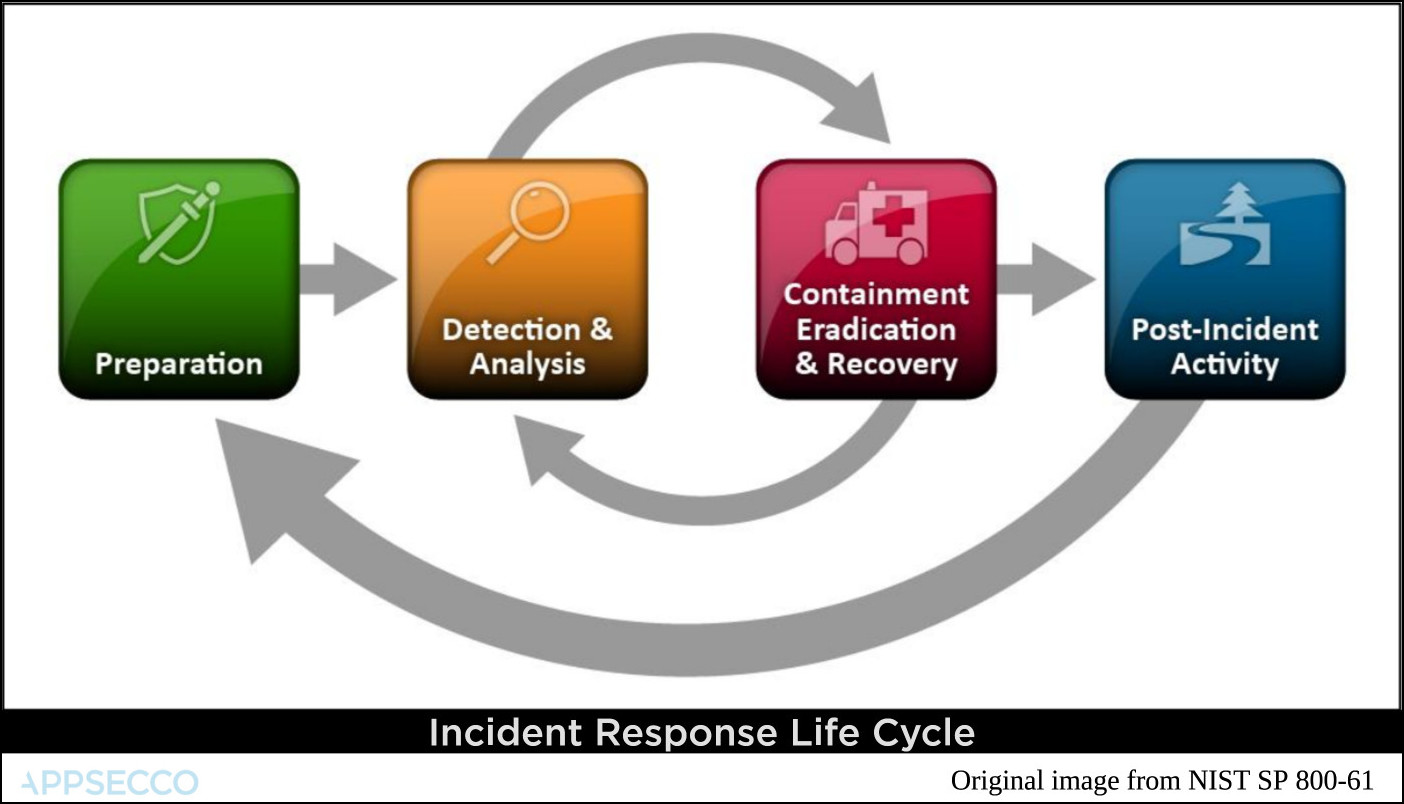 Preparation
Detection &
Analysis
Containment
Eradication
& Recovery
Post-Incident
Activity
Incident Response Life Cycle
APPSECCO
Original image from NIST SP 800-61